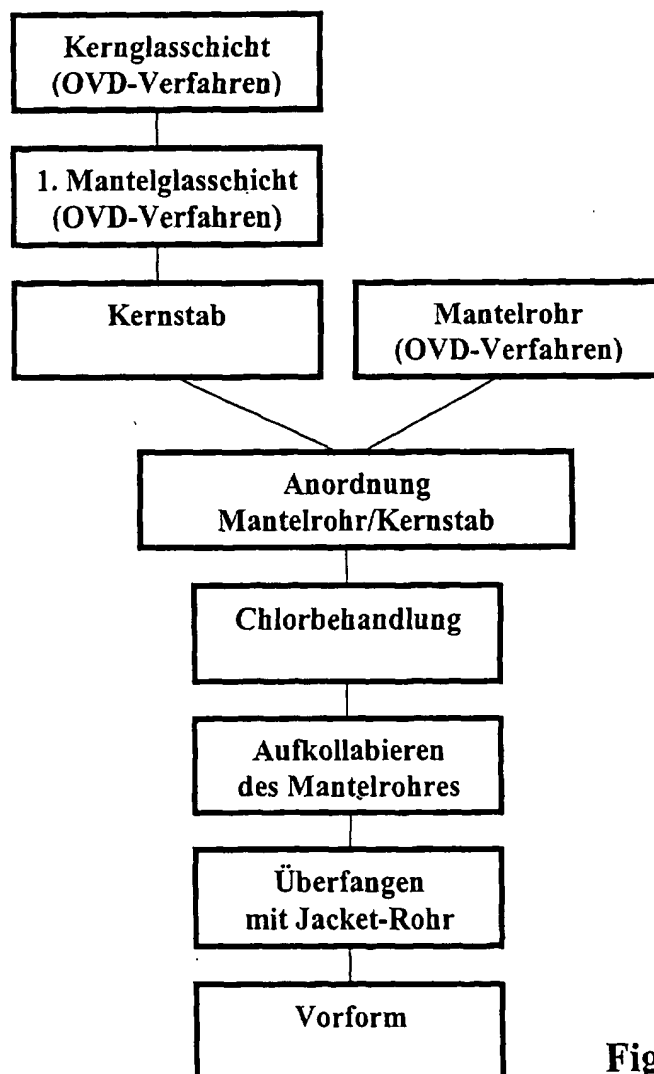 Kernglasschicht
(OVD-Verfahren)
1. Mantelglasschicht
(OVD-Verfahren)
Kernstab
Mantelrohr
(OVD-Verfahren)
Anordnung
Mantelrohr/Kernstab
Chlorbehandlung
Aufkollabieren
des Mantelrohres
Überfangen
mit Jacket-Rohr
Vorform
Fig